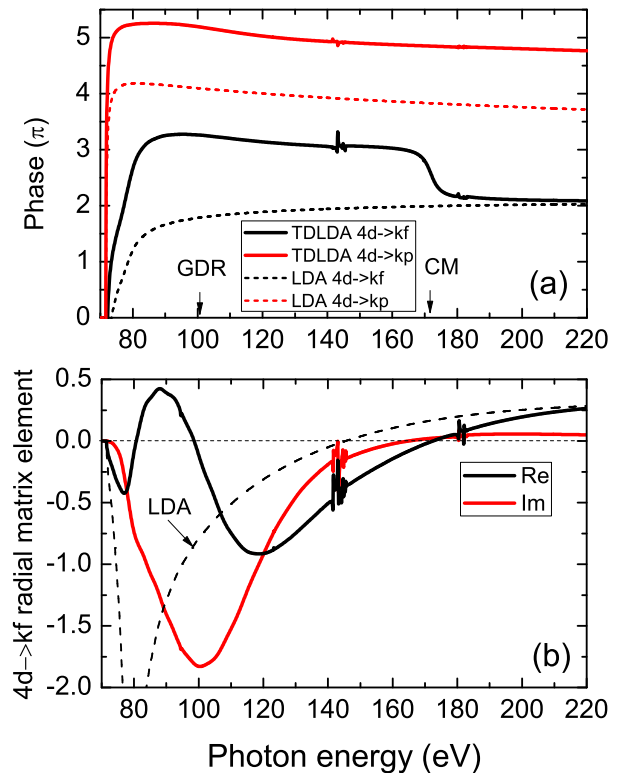 5
4
3
2
1
0
Phase (π)
TDLDA 4d->kf
TDLDA 4d->kp
LDA 4d->kf
LDA 4d->kp
GDR
CM
(a)
80 100 120 140 160 180 200 220
0.5
0.0
-0.5
-1.0
-1.5
-2.0
4d->kf radial matrix element
LDA
Re
Im
(b)
80 100 120 140 160 180 200 220
Photon energy (eV)